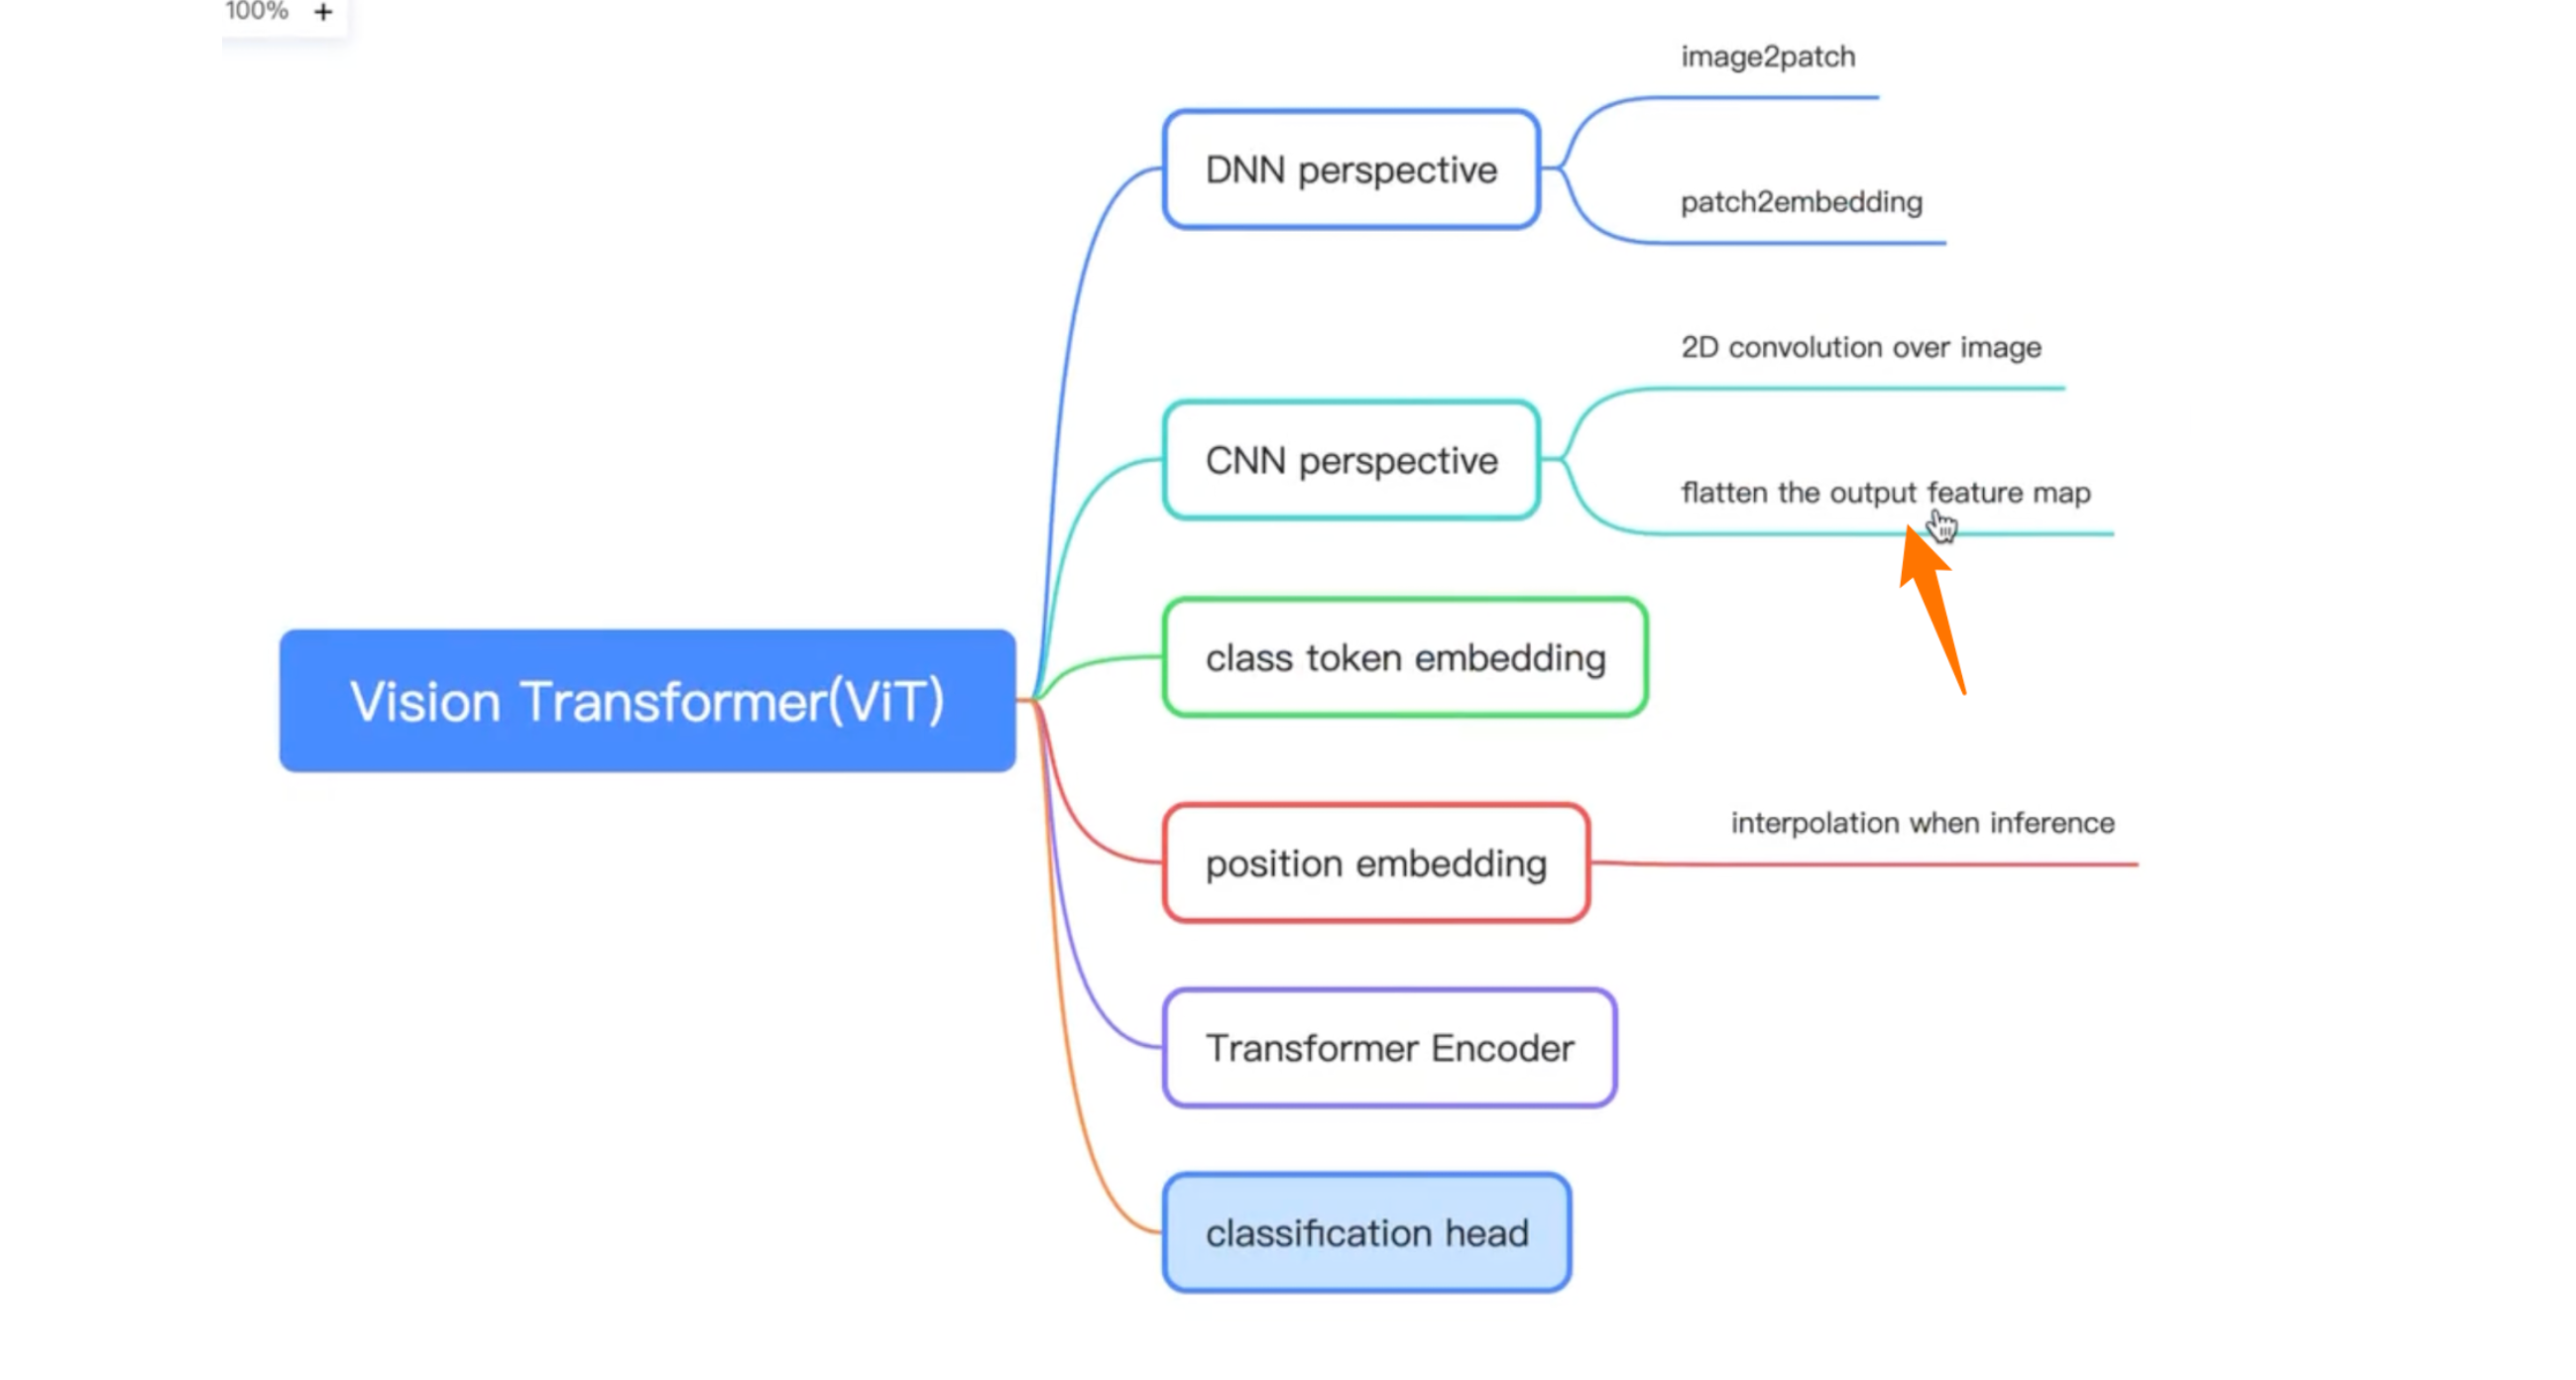 100% +
Vision Transformer(ViT)
DNN perspective
image2patch
patch2embedding
CNN perspective
2D convolution over image
flatten the output feature map
class token embedding
position embedding
interpolation when inference
Transformer Encoder
classification head